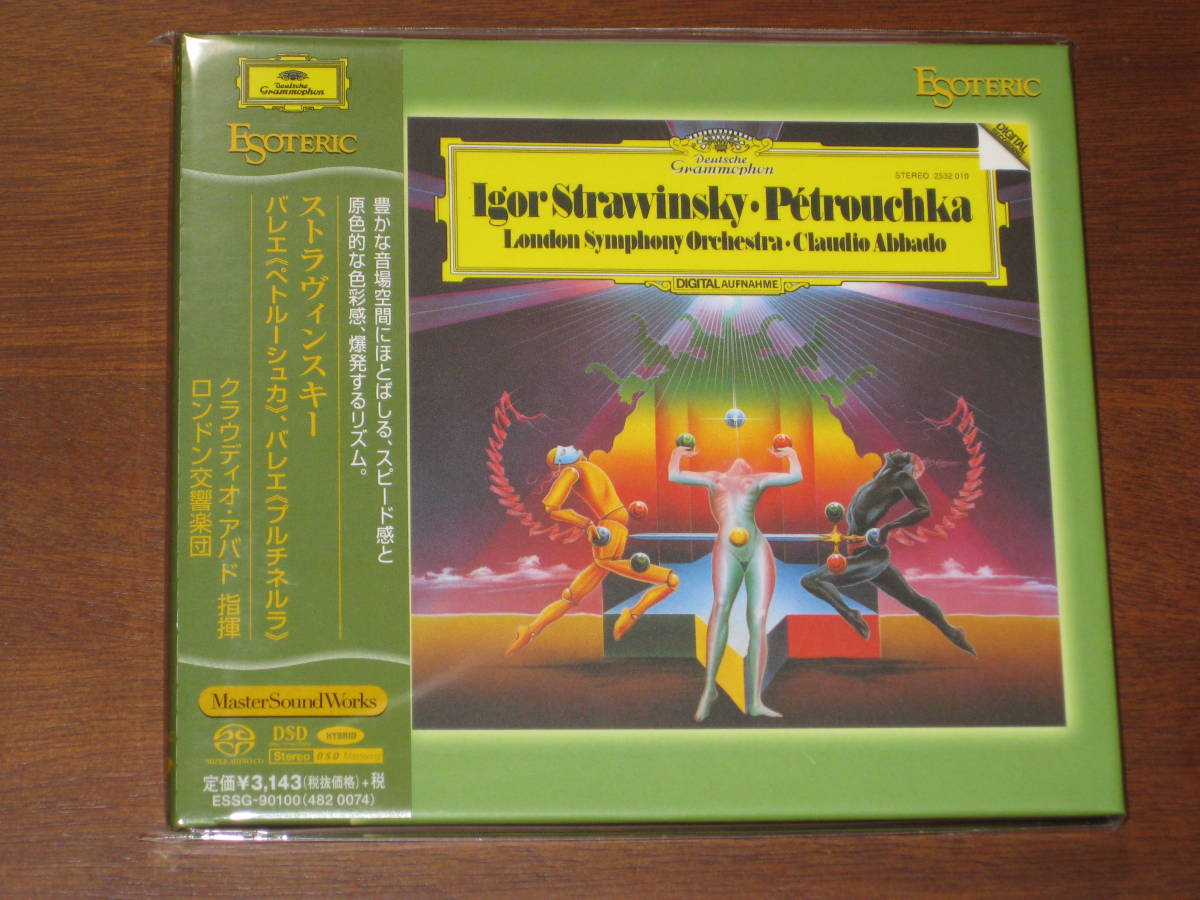 Deutsche
Grammophon
ESOTERIC
豊かな音場空間にほとばしる、スピード感と
原色的な色彩感、爆発するリズム。
ストラヴィンスキー
バレエ《ペトルーシュカ》、バレエ《プルチネルラ》
クラウディオ・アバド 指揮
ロンドン交響楽団
MasterSoundWorks
SUPER AUDIO CD
DSD
HYBRID
Stereo
DSD Mastering
定価¥3,143(税抜価格)+税
ESSG-90100(482 0074)
ESOTERIC
DIGITAL
Deutsche
Grammophon
STEREO 2532 010
Igor Strawinsky·Pétrouchka
London Symphony Orchestra·Claudio Abbado
DIGITAL AUFNAHME